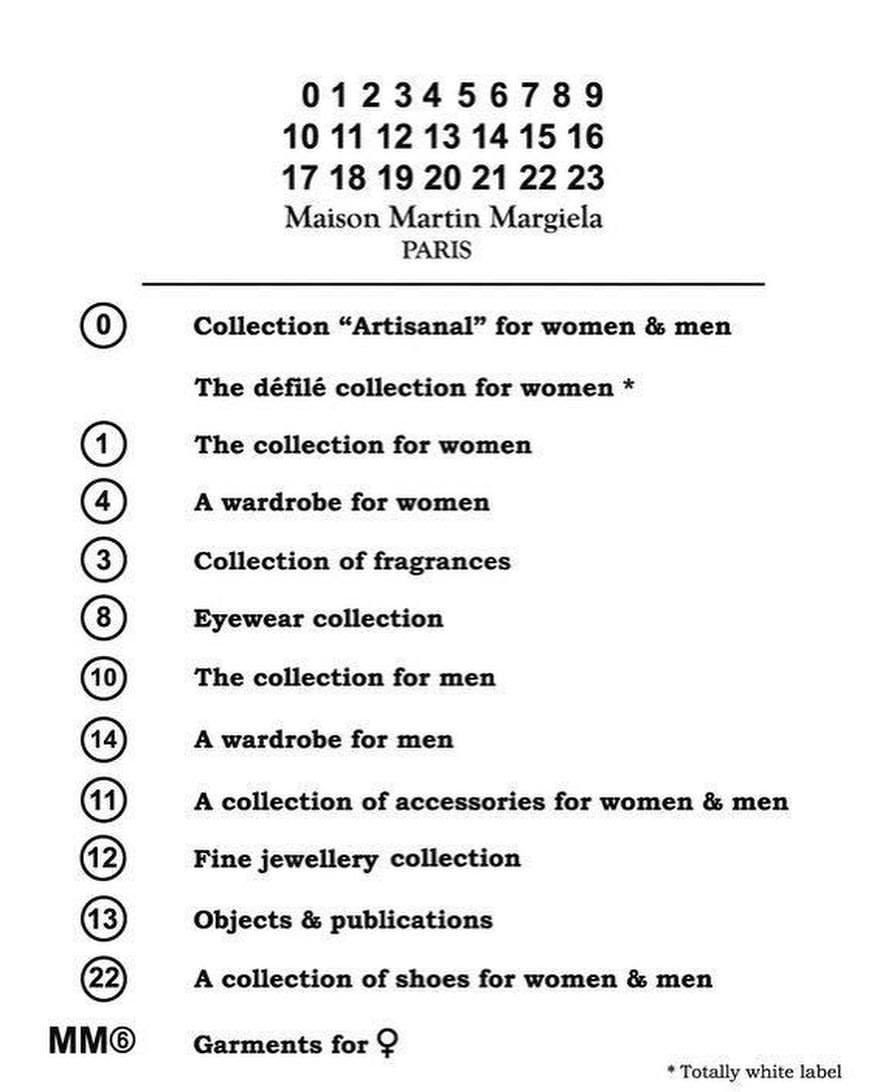 0 1 2 3 4 5 6 7 8 9
10 11 12 13 14 15 16
17 18 19 20 21 22 23
Maison Martin Margiela
PARIS
0 Collection “Artisanal” for women & men
The défilé collection for women *
1 The collection for women
4 A wardrobe for women
3 Collection of fragrances
8 Eyewear collection
10 The collection for men
14 A wardrobe for men
11 A collection of accessories for women & men
12 Fine jewellery collection
13 Objects & publications
22 A collection of shoes for women & men
MM⑥ Garments for ♀
* Totally white label